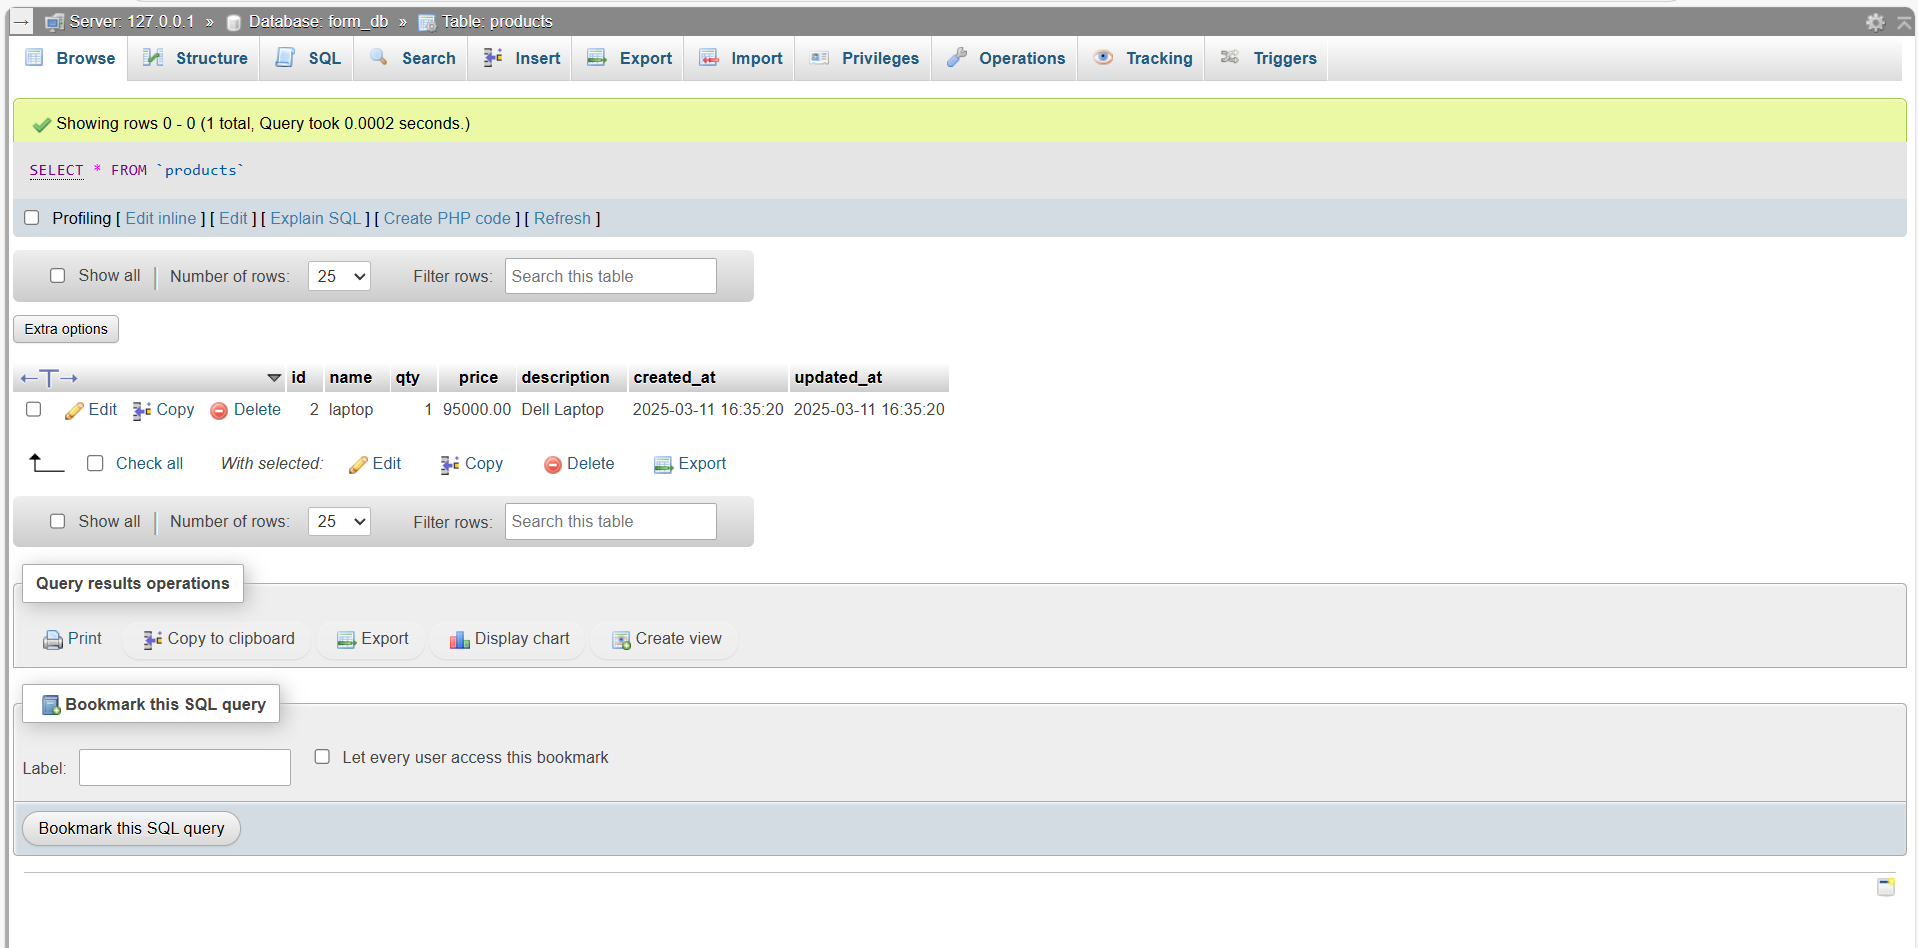 Server: 127.0.0.1 » Database: form_db » Table: products
Browse Structure SQL Search Insert Export Import Privileges Operations Tracking Triggers
Showing rows 0 - 0 (1 total, Query took 0.0002 seconds.)
SELECT * FROM `products`
Profiling [ Edit inline ] [ Edit ] [ Explain SQL ] [ Create PHP code ] [ Refresh ]
Show all | Number of rows: 25 Filter rows: Search this table
Extra options
←T→ id name qty price description created_at updated_at
Edit Copy Delete 2 laptop 1 95000.00 Dell Laptop 2025-03-11 16:35:20 2025-03-11 16:35:20
Check all With selected: Edit Copy Delete Export
Show all | Number of rows: 25 Filter rows: Search this table
Query results operations
Print Copy to clipboard Export Display chart Create view
Bookmark this SQL query
Label: Let every user access this bookmark
Bookmark this SQL query